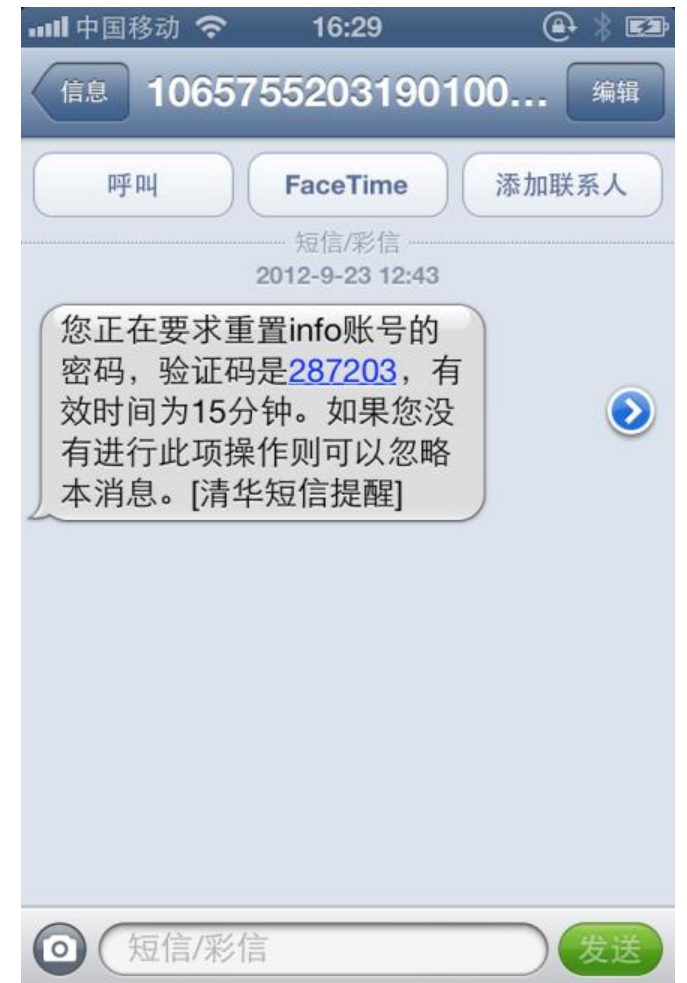 中国移动 16:29
信息 1065755203190100... 编辑
呼叫 FaceTime 添加联系人
短信/彩信
2012-9-23 12:43
您正在要求重置info账号的
密码，验证码是287203，有
效时间为15分钟。如果您没
有进行此项操作则可以忽略
本消息。[清华短信提醒]
短信/彩信 发送